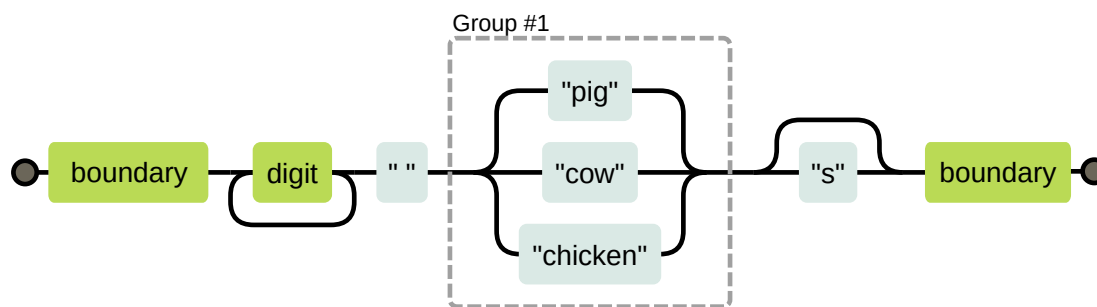 Group #1
boundary
digit
" "
"pig"
"cow"
"chicken"
"s"
boundary